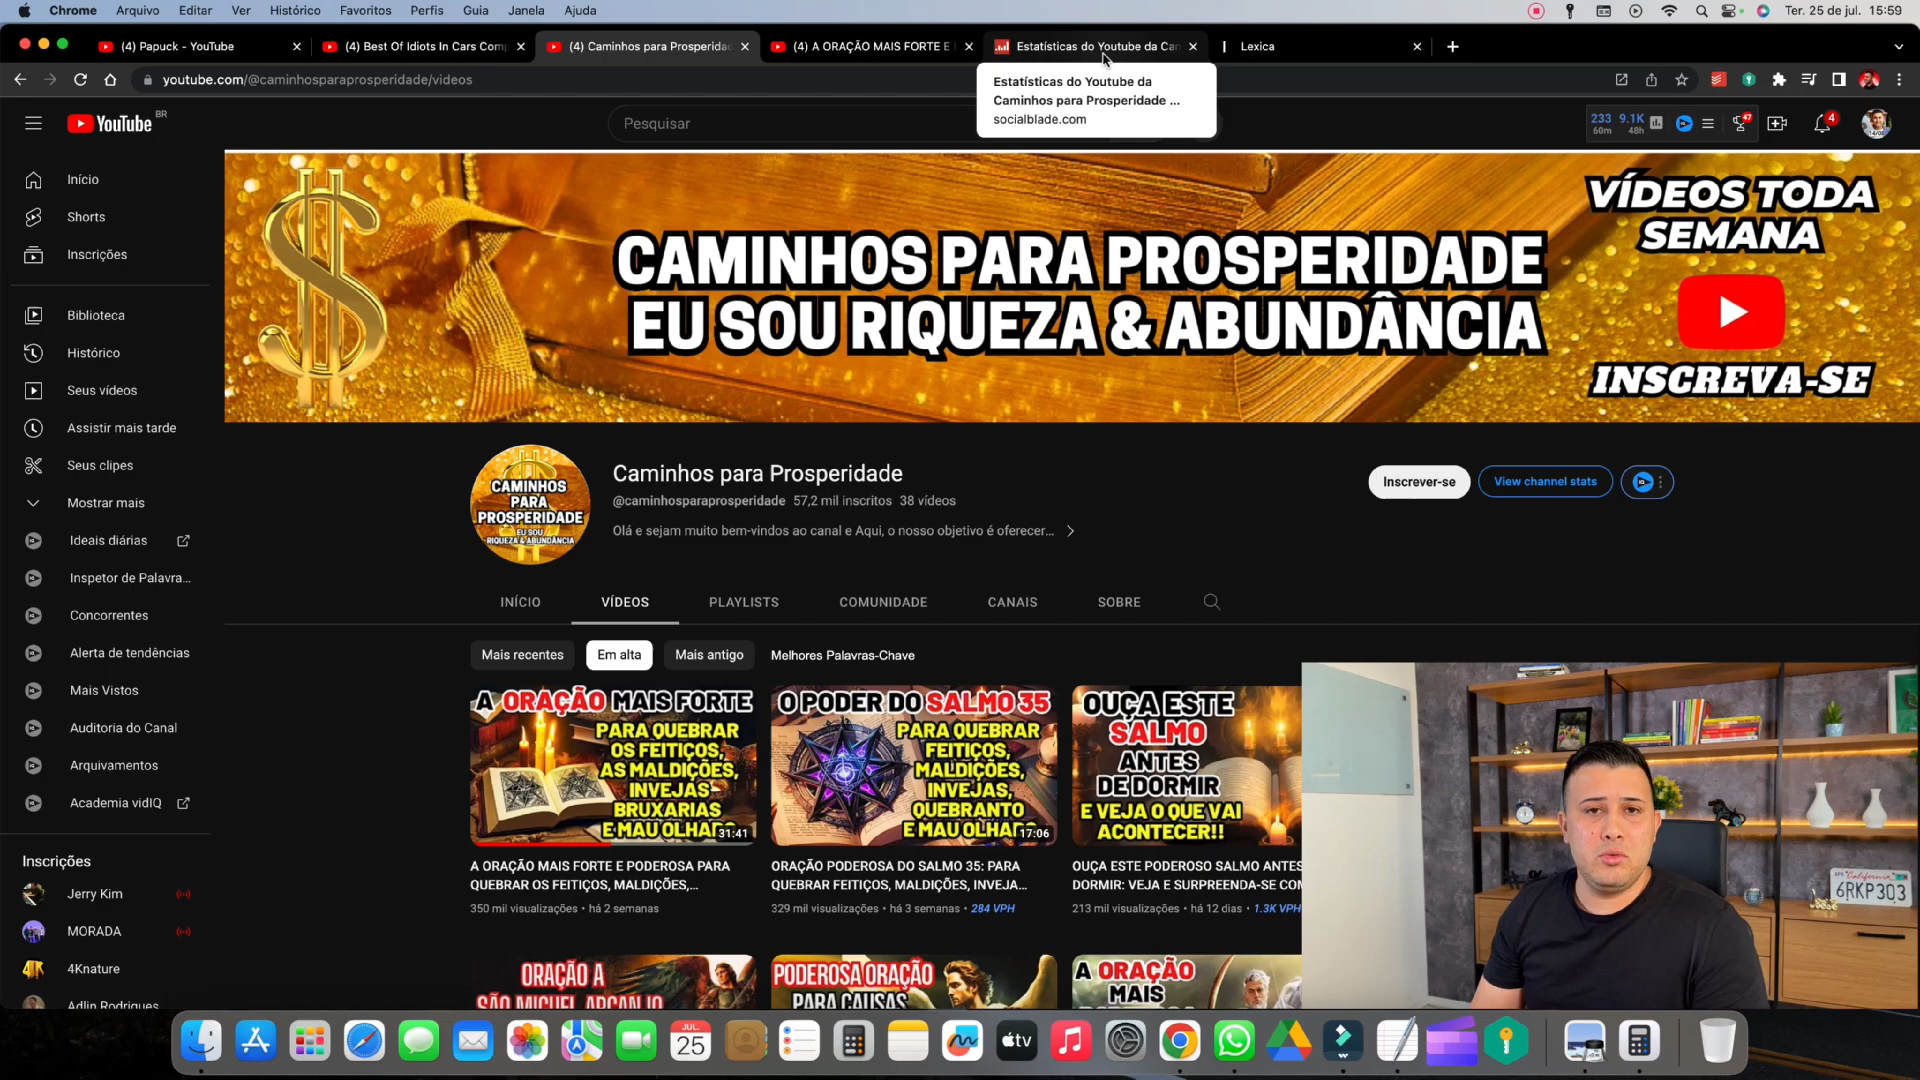 Chrome Arquivo Editar Ver Histórico Favoritos Perfis Guia Janela Ajuda Ter. 25 de jul. 15:59
(4) Papuck - YouTube
(4) Best Of Idiots In Cars Comp
(4) Caminhos para Prosperidad
(4) A ORAÇÃO MAIS FORTE E
Estatísticas do Youtube da Can
Lexica
youtube.com/@caminhosparaprosperidade/videos
Estatísticas do Youtube da
Caminhos para Prosperidade ...
socialblade.com
YouTube BR
Pesquisar
233 9.1K
60m 48h
47
4
Início
Shorts
Inscrições
Biblioteca
Histórico
Seus vídeos
Assistir mais tarde
Seus clipes
Mostrar mais
Ideais diárias
Inspetor de Palavra...
Concorrentes
Alerta de tendências
Mais Vistos
Auditoria do Canal
Arquivamentos
Academia vidIQ
Inscrições
Jerry Kim
MORADA
4Knature
Adlin Rodrigues
CAMINHOS PARA PROSPERIDADE
EU SOU RIQUEZA & ABUNDÂNCIA
VÍDEOS TODA
SEMANA
INSCREVA-SE
CAMINHOS
PARA
PROSPERIDADE
EU SOU
RIQUEZA & ABUNDÂNCIA
Caminhos para Prosperidade
@caminhosparaprosperidade 57,2 mil inscritos 38 vídeos
Olá e sejam muito bem-vindos ao canal e Aqui, o nosso objetivo é oferecer...
Inscrever-se
View channel stats
INÍCIO VÍDEOS PLAYLISTS COMUNIDADE CANAIS SOBRE
Mais recentes Em alta Mais antigo Melhores Palavras-Chave
A ORAÇÃO MAIS FORTE
PARA QUEBRAR
OS FEITIÇOS,
AS MALDIÇÕES,
INVEJAS
BRUXARIAS
E MAU OLHADO
31:41
A ORAÇÃO MAIS FORTE E PODEROSA PARA
QUEBRAR OS FEITIÇOS, MALDIÇÕES,...
350 mil visualizações • há 2 semanas
O PODER DO SALMO 35
PARA QUEBRAR
FEITIÇOS,
MALDIÇÕES,
INVEJAS,
QUEBRANTO
E MAU OLHADO
17:06
ORAÇÃO PODEROSA DO SALMO 35: PARA
QUEBRAR FEITIÇOS, MALDIÇÕES, INVEJA...
329 mil visualizações • há 3 semanas • 284 VPH
OUÇA ESTE
SALMO
ANTES
DE DORMIR
E VEJA O QUE VAI
ACONTECER!!
OUÇA ESTE PODEROSO SALMO ANTES
DORMIR: VEJA E SURPREENDA-SE COM
213 mil visualizações • há 12 dias • 1.3K VPH
ORAÇÃO A
SÃO MIGUEL ARCANJO
PODEROSA ORAÇÃO
PARA CAUSAS
A ORAÇÃO
MAIS
California
6RKP303
JUL.
25
tv